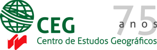 CEG 75
anos
Centro de Estudos Geográficos